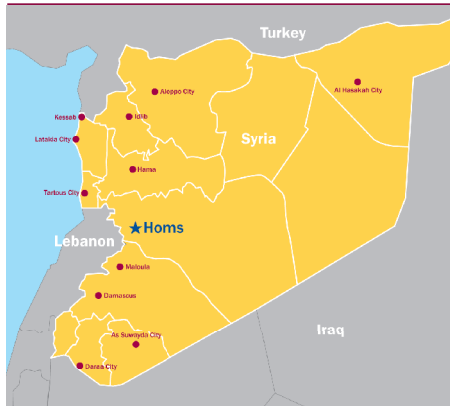 Turkey
Aleppo City
Al Hasakah City
Kessab
Idlib
Latakia City
Syria
Hama
Tartous City
Homs
Lebanon
Maloula
Damascus
Iraq
As Suwayda City
Daraa City